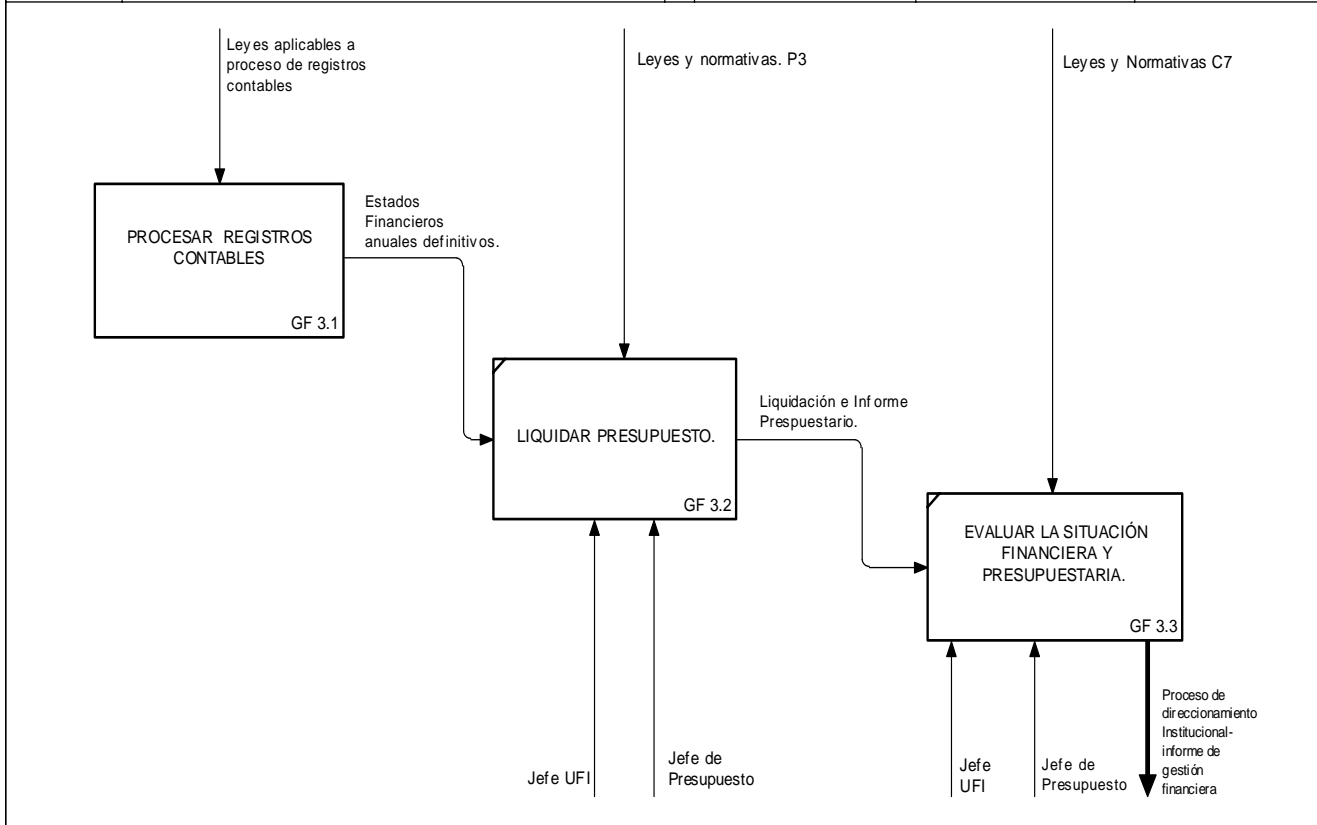 Leyes aplicables a
proceso de registros
contables
Leyes y normativas. P3
Leyes y Normativas C7
PROCESAR REGISTROS
CONTABLES
GF 3.1
Estados
Financieros
anuales definitivos.
LIQUIDAR PRESUPUESTO.
GF 3.2
Liquidación e Informe
Prespuestario.
EVALUAR LA SITUACIÓN
FINANCIERA Y
PRESUPUESTARIA.
GF 3.3
Jefe UFI
Jefe de
Presupuesto
Jefe
UFI
Jefe de
Presupuesto
Proceso de
direccionamiento
Institucional-
informe de
gestión
financiera